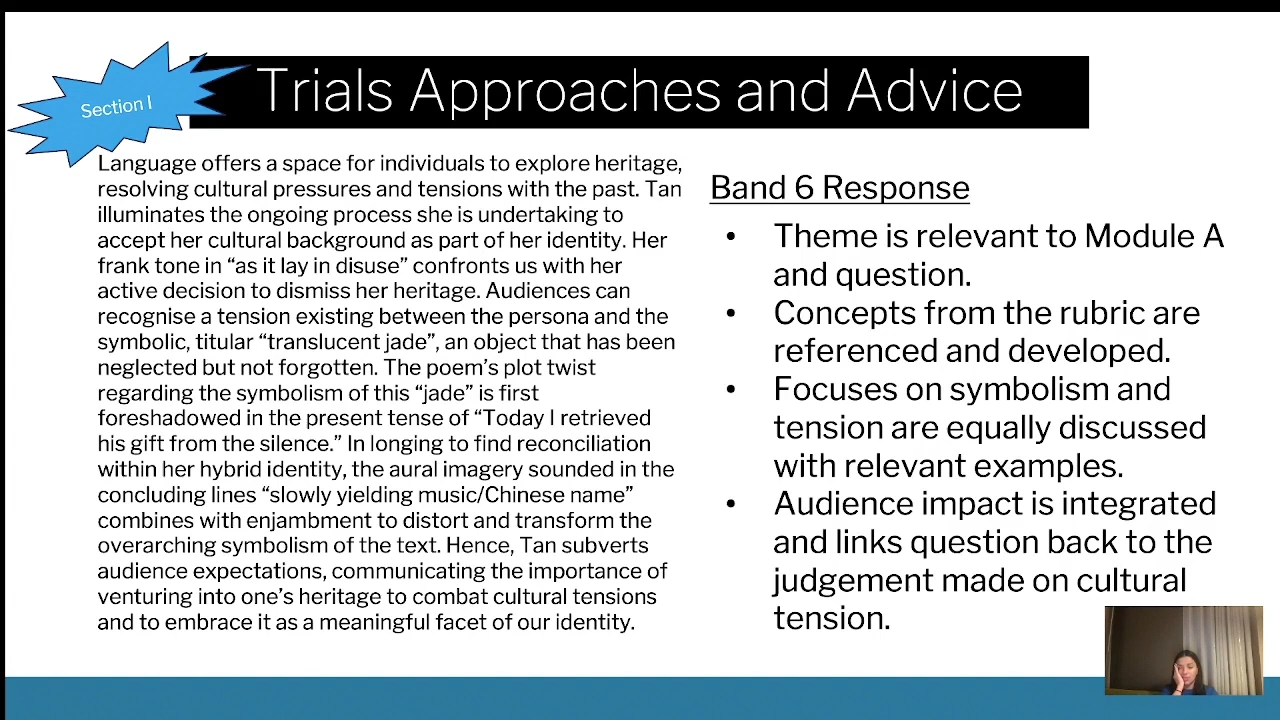 Section I
Trials Approaches and Advice
Language offers a space for individuals to explore heritage,
resolving cultural pressures and tensions with the past. Tan
illuminates the ongoing process she is undertaking to
accept her cultural background as part of her identity. Her
frank tone in “as it lay in disuse” confronts us with her
active decision to dismiss her heritage. Audiences can
recognise a tension existing between the persona and the
symbolic, titular “translucent jade”, an object that has been
neglected but not forgotten. The poem’s plot twist
regarding the symbolism of this “jade” is first
foreshadowed in the present tense of “Today I retrieved
his gift from the silence.” In longing to find reconciliation
within her hybrid identity, the aural imagery sounded in the
concluding lines “slowly yielding music/Chinese name”
combines with enjambment to distort and transform the
overarching symbolism of the text. Hence, Tan subverts
audience expectations, communicating the importance of
venturing into one’s heritage to combat cultural tensions
and to embrace it as a meaningful facet of our identity.
Band 6 Response
• Theme is relevant to Module A
and question.
• Concepts from the rubric are
referenced and developed.
• Focuses on symbolism and
tension are equally discussed
with relevant examples.
• Audience impact is integrated
and links question back to the
judgement made on cultural
tension.